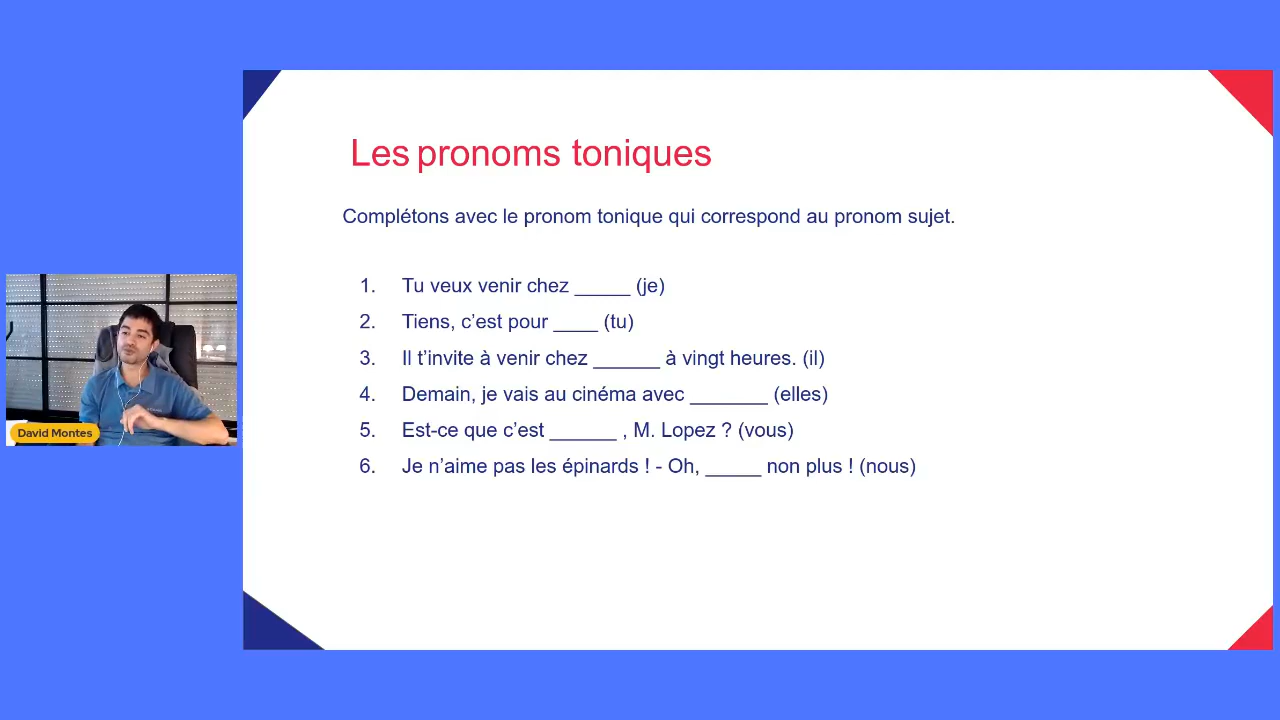 Les pronoms toniques
Complétons avec le pronom tonique qui correspond au pronom sujet.
1. Tu veux venir chez _____ (je)
2. Tiens, c’est pour ____ (tu)
3. Il t’invite à venir chez ______ à vingt heures. (il)
4. Demain, je vais au cinéma avec _______ (elles)
5. Est-ce que c’est ______ , M. Lopez ? (vous)
6. Je n’aime pas les épinards ! - Oh, _____ non plus ! (nous)
David Montes